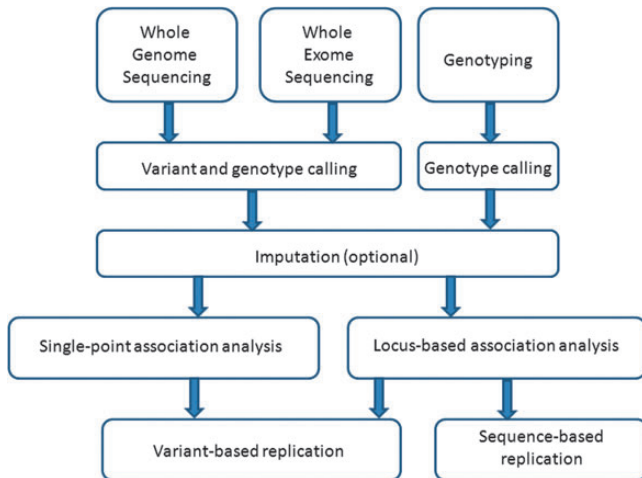 Whole
Genome
Sequencing
Whole
Exome
Sequencing
Genotyping
Variant and genotype calling
Genotype calling
Imputation (optional)
Single-point association analysis
Locus-based association analysis
Variant-based replication
Sequence-based
replication